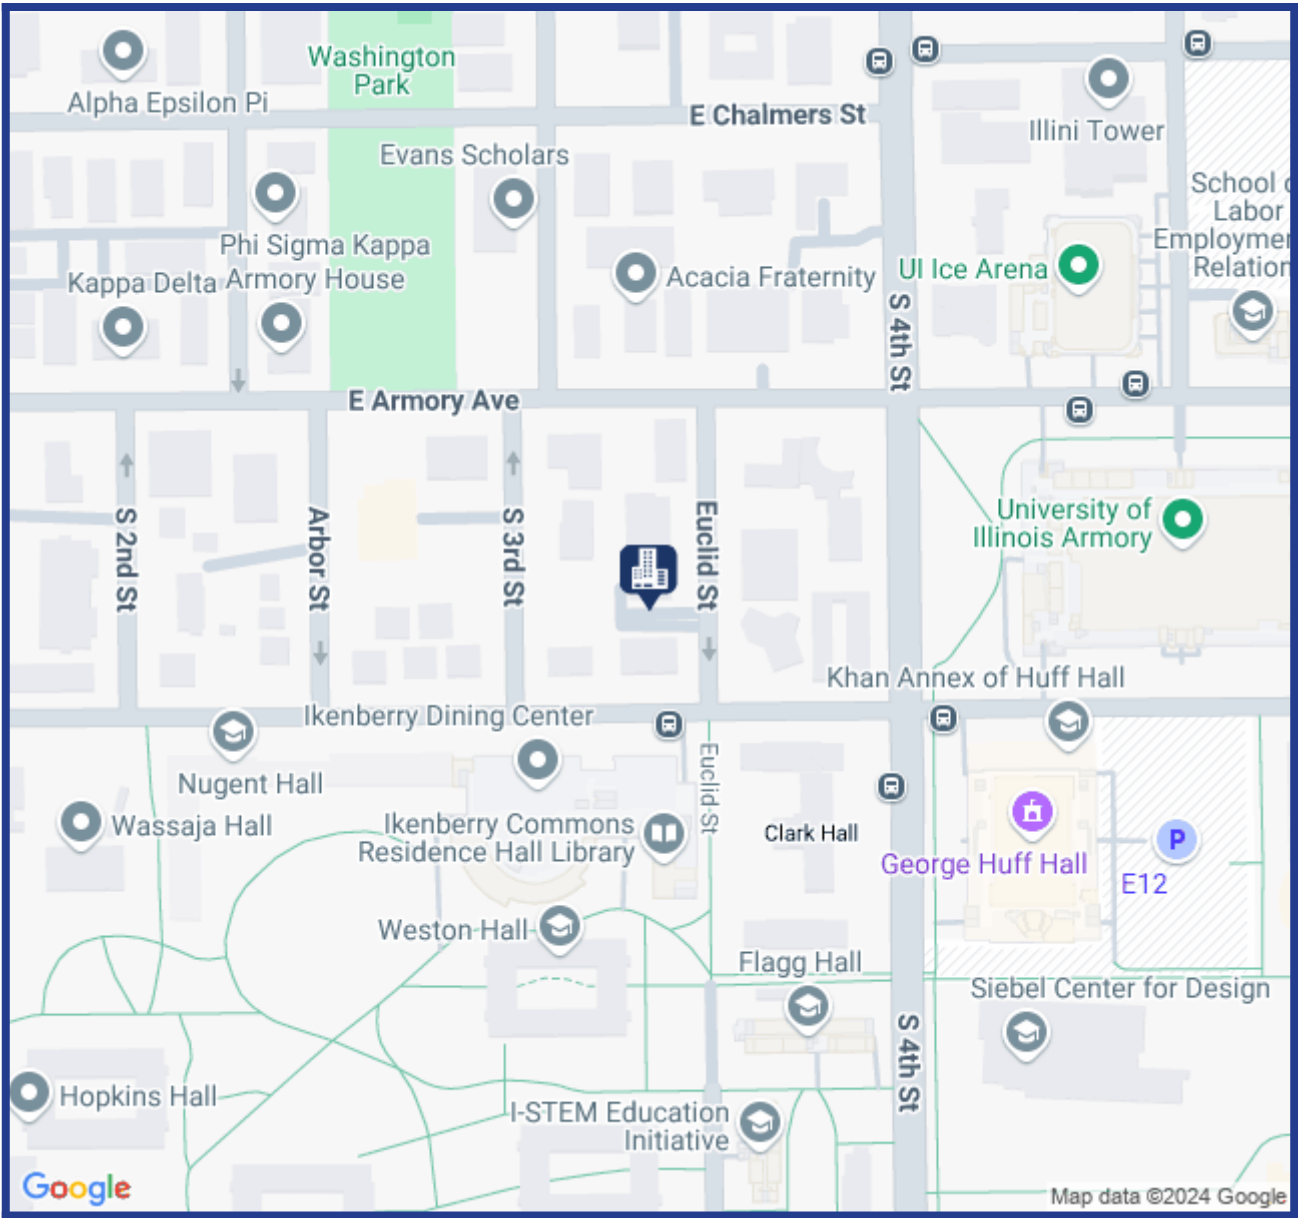 Washington
Park
Alpha Epsilon Pi
E Chalmers St
Illini Tower
Evans Scholars
School o
Labor
Employmen
Relation
Phi Sigma Kappa
Kappa Delta
Armory House
Acacia Fraternity
UI Ice Arena
S 4th St
E Armory Ave
S 2nd St
Arbor St
S 3rd St
Euclid St
University of
Illinois Armory
Khan Annex of Huff Hall
Ikenberry Dining Center
Nugent Hall
Euclid St
Wassaja Hall
Ikenberry Commons
Residence Hall Library
Clark Hall
George Huff Hall
P
E12
Weston Hall
Flagg Hall
Siebel Center for Design
S 4th St
Hopkins Hall
I-STEM Education
Initiative
Google
Map data ©2024 Google